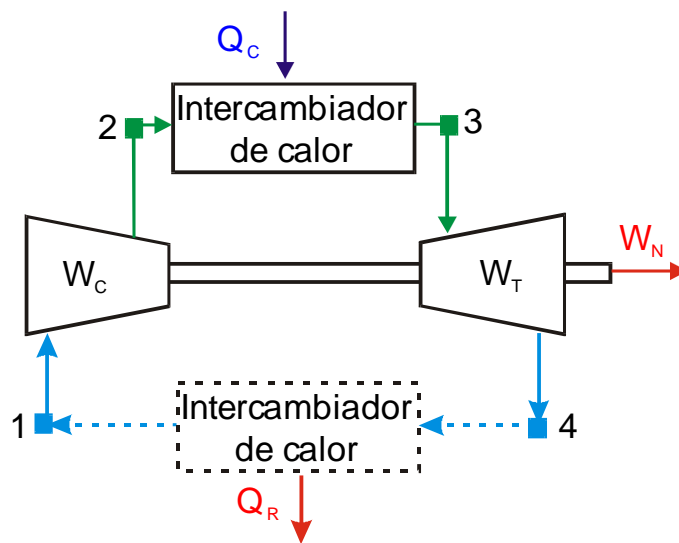 Q_C
Intercambiador
de calor
2
3
W_C
W_T
W_N
Intercambiador
de calor
1
4
Q_R